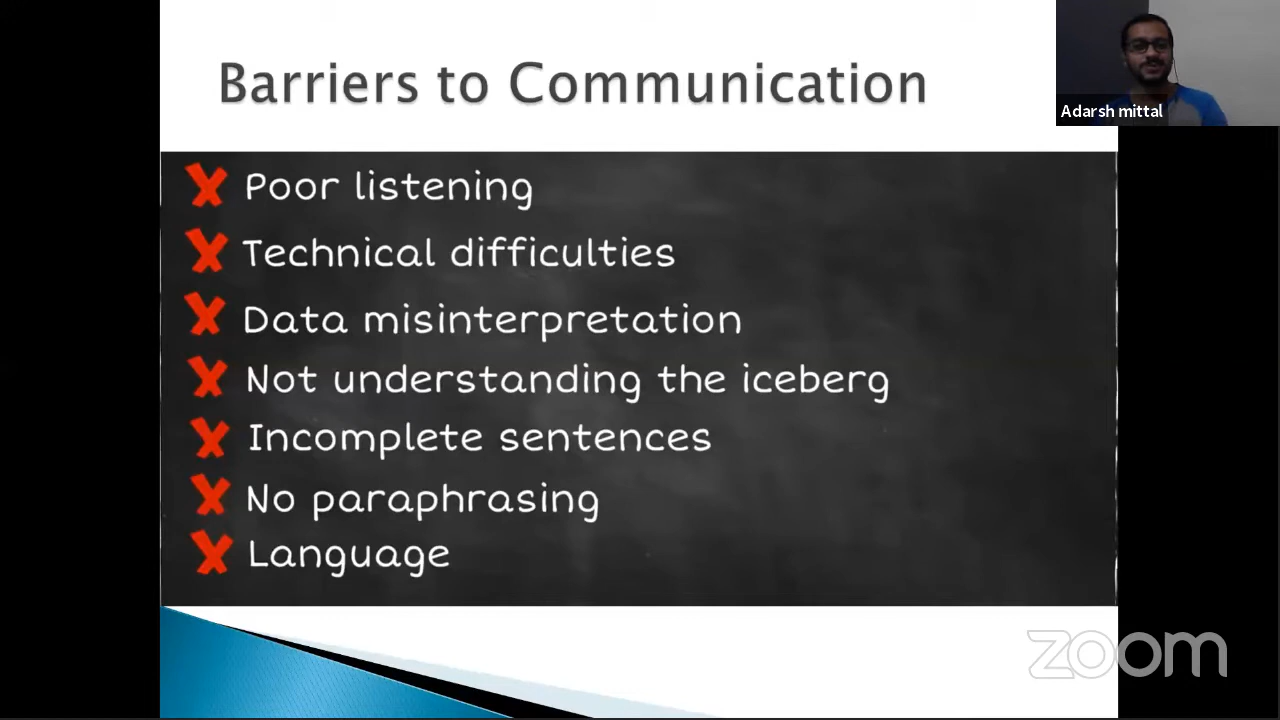 Barriers to Communication
Adarsh mittal
Poor listening
Technical difficulties
Data misinterpretation
Not understanding the iceberg
Incomplete sentences
No paraphrasing
Language
zoom